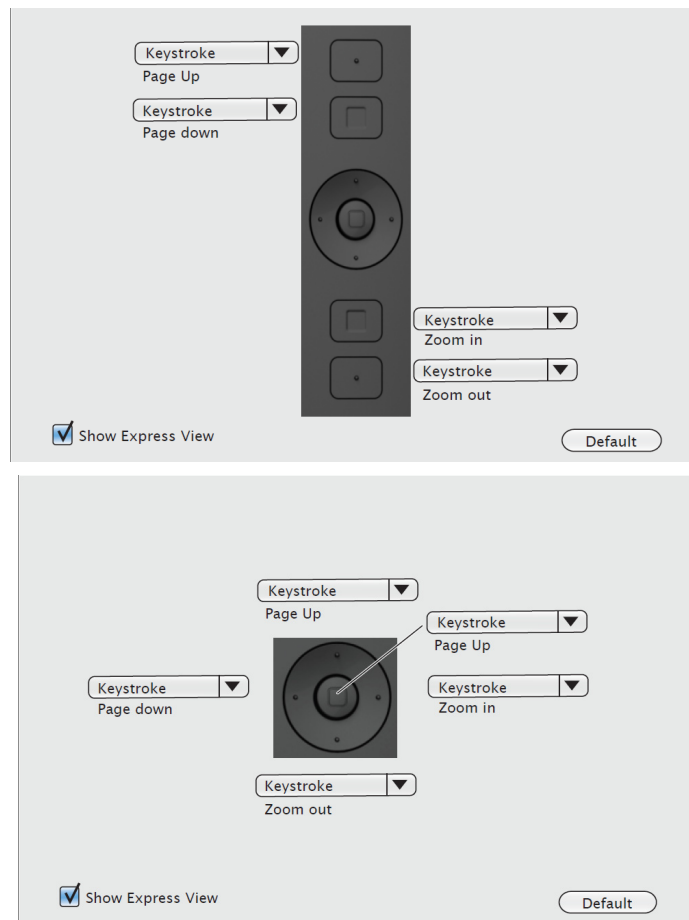 Keystroke
Page Up
Keystroke
Page down
Keystroke
Zoom in
Keystroke
Zoom out
Show Express View
Default
Keystroke
Page Up
Keystroke
Page Up
Keystroke
Page down
Keystroke
Zoom in
Keystroke
Zoom out
Show Express View
Default